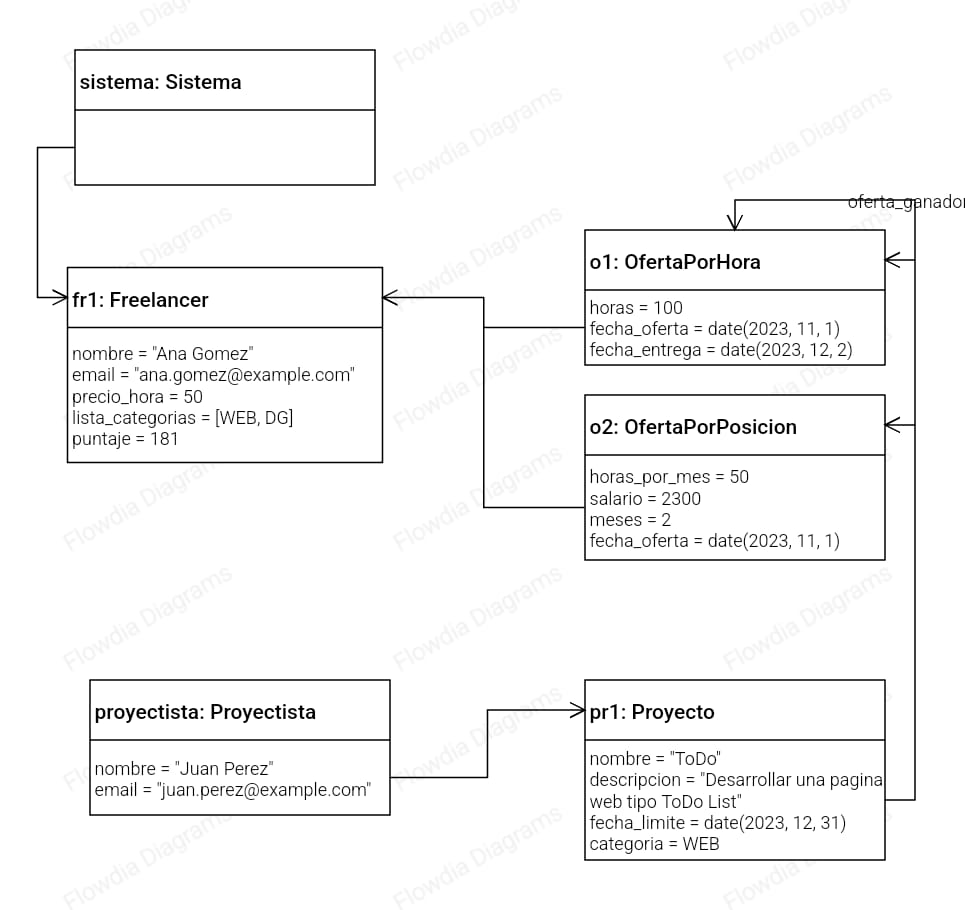 sistema: Sistema
oferta_ganador
o1: OfertaPorHora
horas = 100
fecha_oferta = date(2023, 11, 1)
fecha_entrega = date(2023, 12, 2)
fr1: Freelancer
nombre = "Ana Gomez"
email = "ana.gomez@example.com"
precio_hora = 50
lista_categorias = [WEB, DG]
puntaje = 181
o2: OfertaPorPosicion
horas_por_mes = 50
salario = 2300
meses = 2
fecha_oferta = date(2023, 11, 1)
proyectista: Proyectista
nombre = "Juan Perez"
email = "juan.perez@example.com"
pr1: Proyecto
nombre = "ToDo"
descripcion = "Desarrollar una pagina
web tipo ToDo List"
fecha_limite = date(2023, 12, 31)
categoria = WEB
Flowdia Diagrams